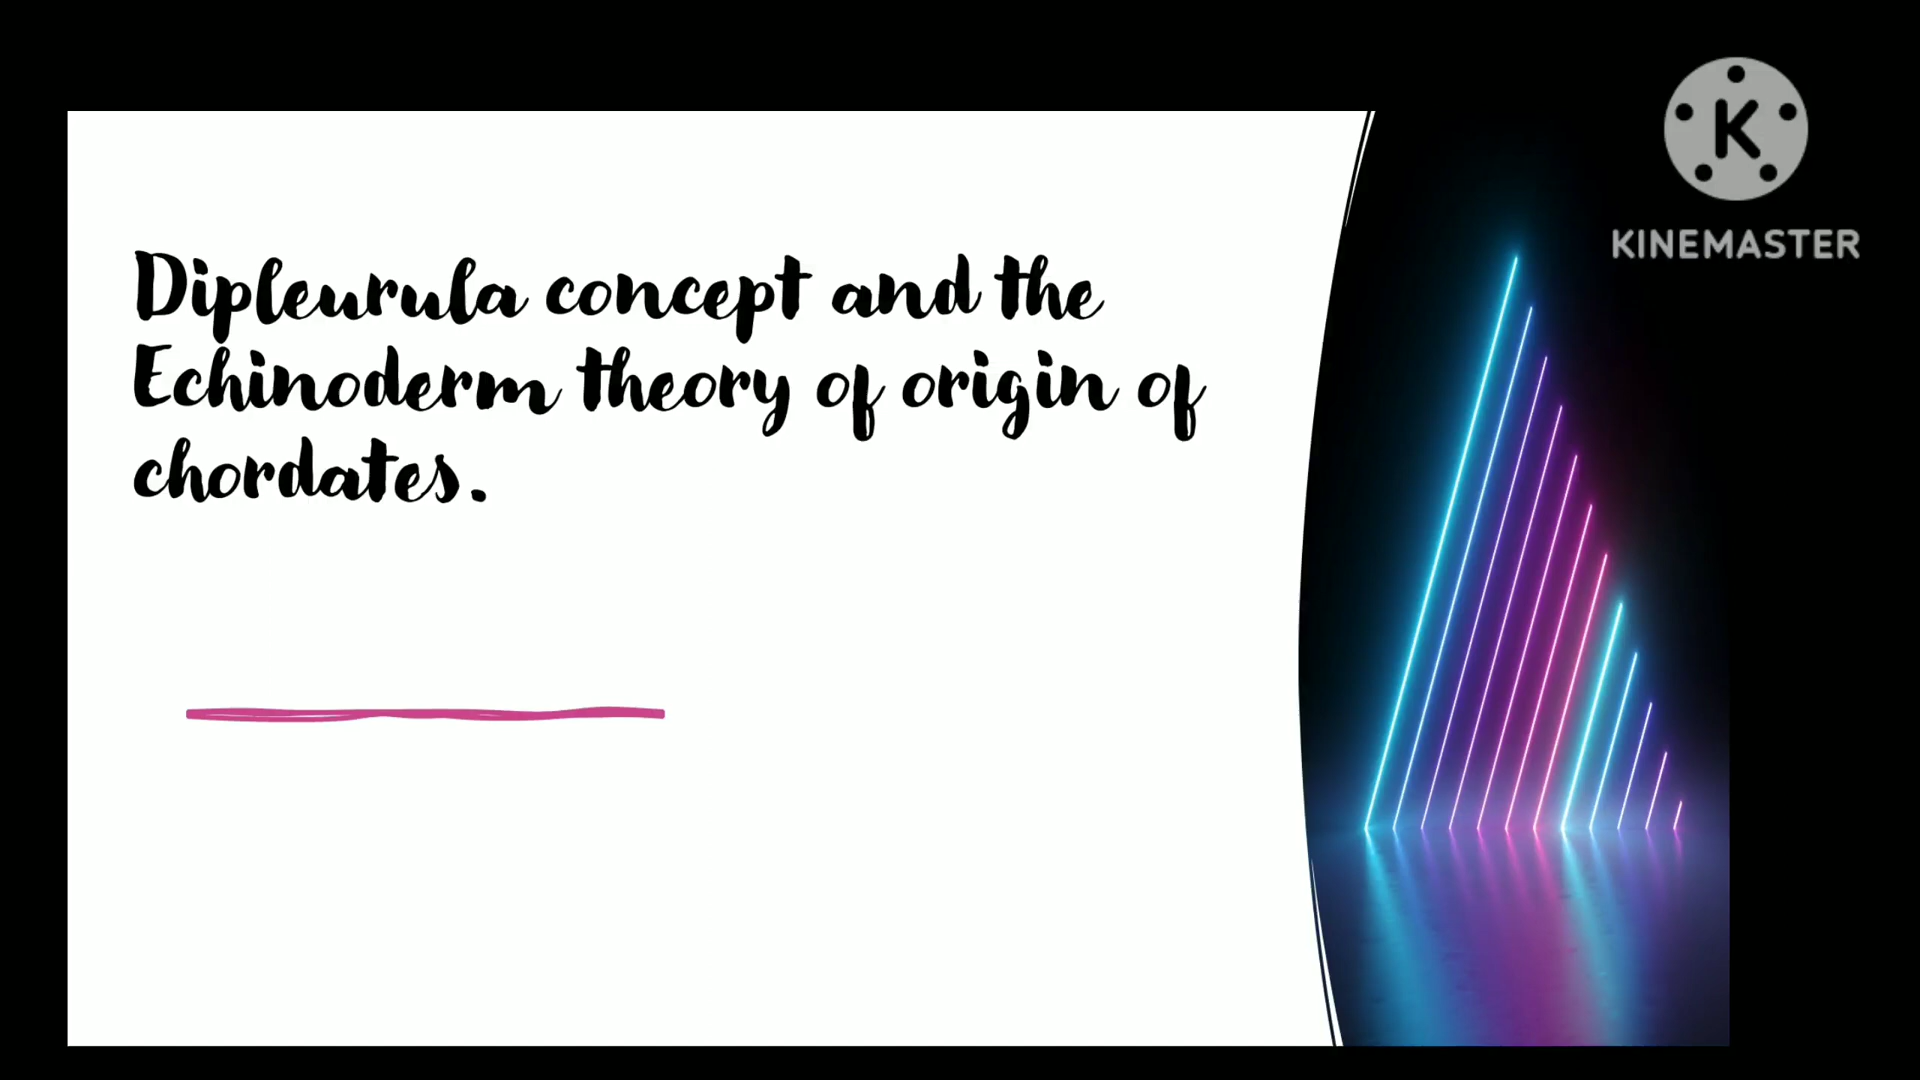 Dipleurula concept and the
Echinoderm theory of origin of
chordates.
K
KINEMASTER